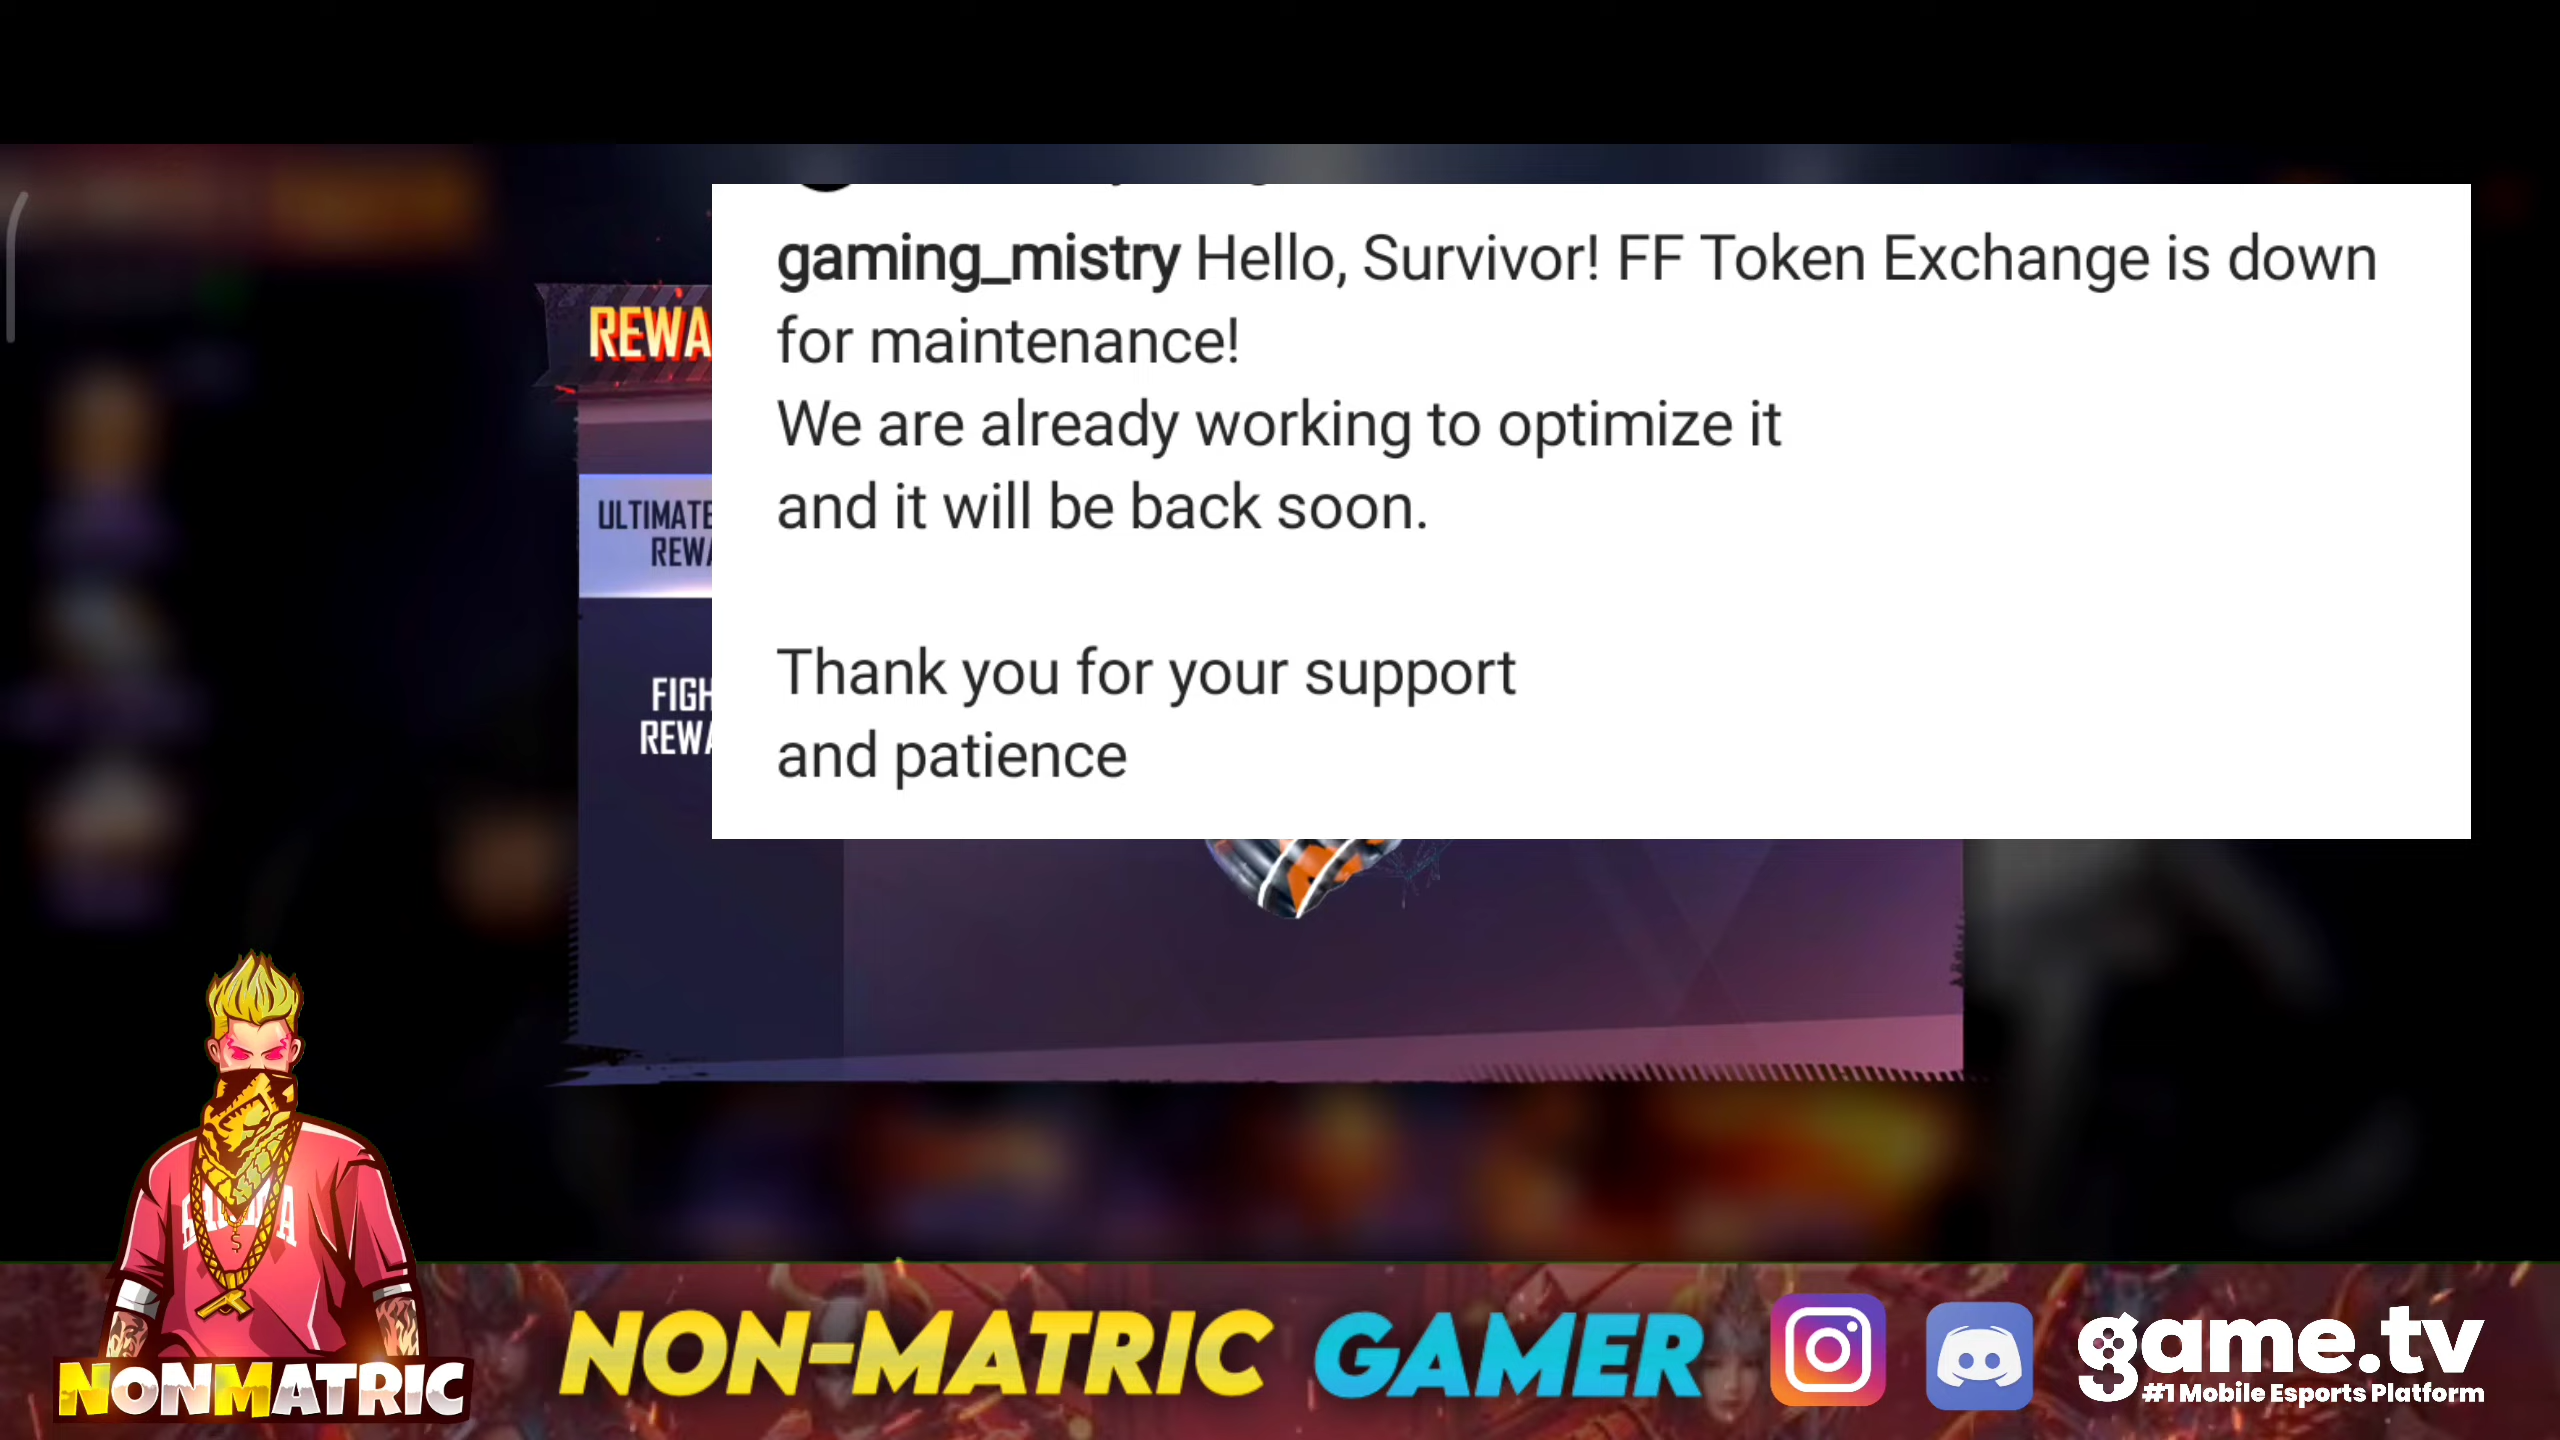 gaming_mistry Hello, Survivor! FF Token Exchange is down
for maintenance!
We are already working to optimize it
and it will be back soon.
Thank you for your support
and patience
REWA
ULTIMATE
REWA
FIGH
REWA
NONMATRIC
NON-MATRIC GAMER
game.tv
#1 Mobile Esports Platform